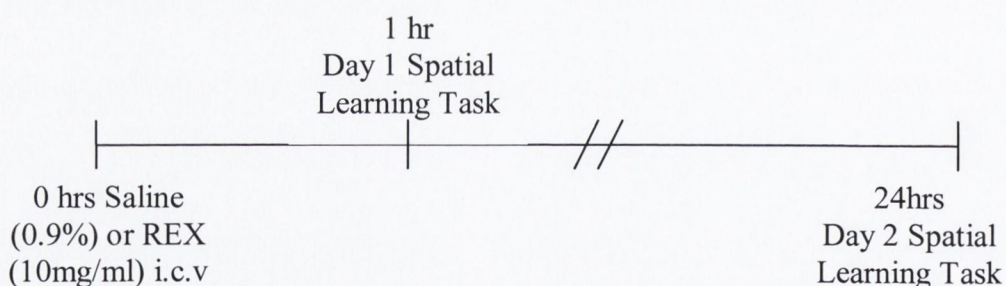 1 hr
Day 1 Spatial
Learning Task
0 hrs Saline
(0.9%) or REX
(10mg/ml) i.c.v
24hrs
Day 2 Spatial
Learning Task